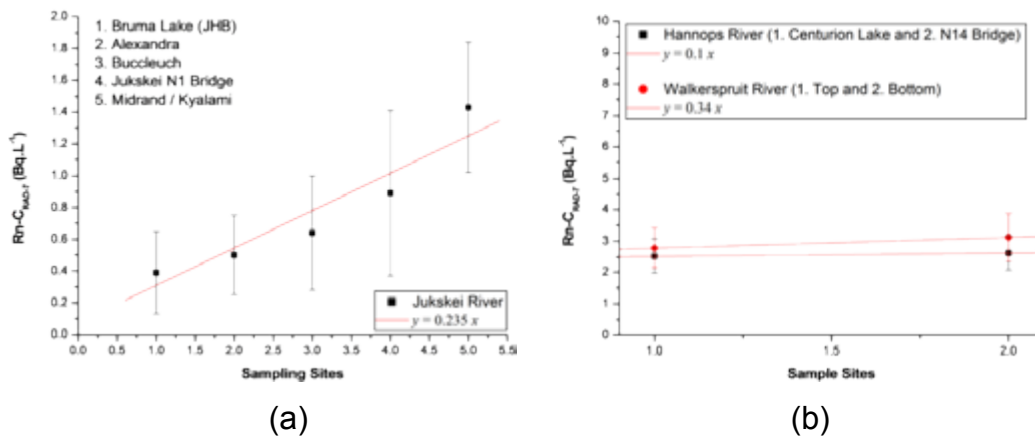 1. Bruma Lake (JHB)
2. Alexandra
3. Buccleuch
4. Jukskei N1 Bridge
5. Midrand / Kyalami
1.8
1.6
1.4
1.2
1.0
0.8
0.6
0.4
0.2
0.0
Rn-C_RAD-7 (Bq.L⁻¹)
Jukskei River
y = 0.235 x
0.0 0.5 1.0 1.5 2.0 2.5 3.0 3.5 4.0 4.5 5.0 5.5
Sampling Sites
(a)
10
9
8
7
6
5
4
3
2
1
0
Rn-C_RAD-7 (Bq.L⁻¹)
Hannops River (1. Centurion Lake and 2. N14 Bridge)
y = 0.1 x
Walkerspruit River (1. Top and 2. Bottom)
y = 0.34 x
1.0 1.5 2.0
Sample Sites
(b)